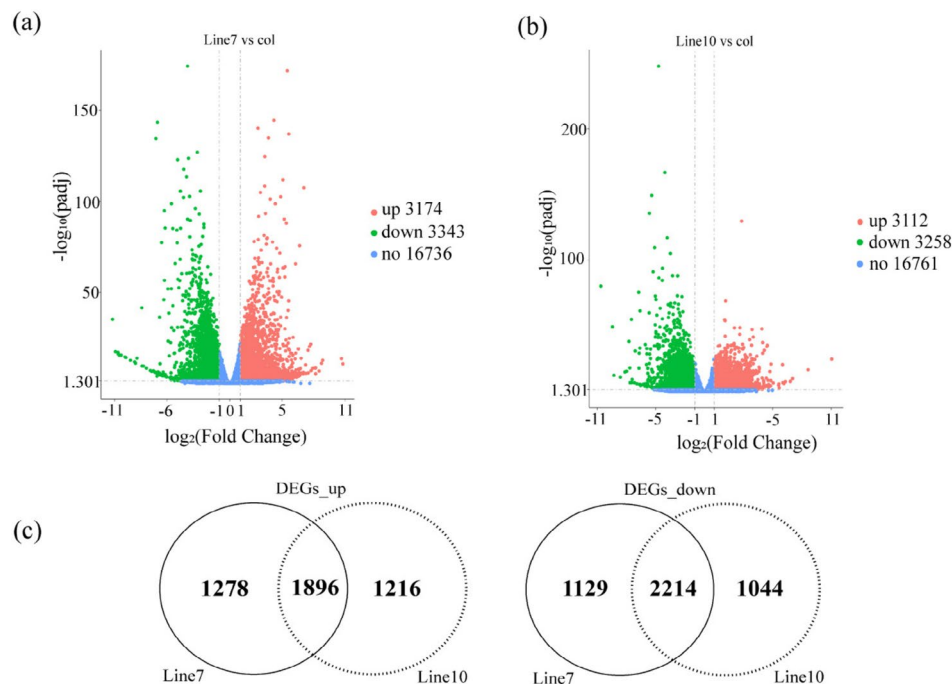 (a)
Line7 vs col
150
100
50
1.301
-log10(padj)
-11 -6 -1 0 1 5 11
log2(Fold Change)
up 3174
down 3343
no 16736
(b)
Line10 vs col
200
100
1.301
-log10(padj)
-11 -5 -1 1 -5 11
log2(Fold Change)
up 3112
down 3258
no 16761
(c)
DEGs_up
1278 1896 1216
Line7 Line10
DEGs_down
1129 2214 1044
Line7 Line10